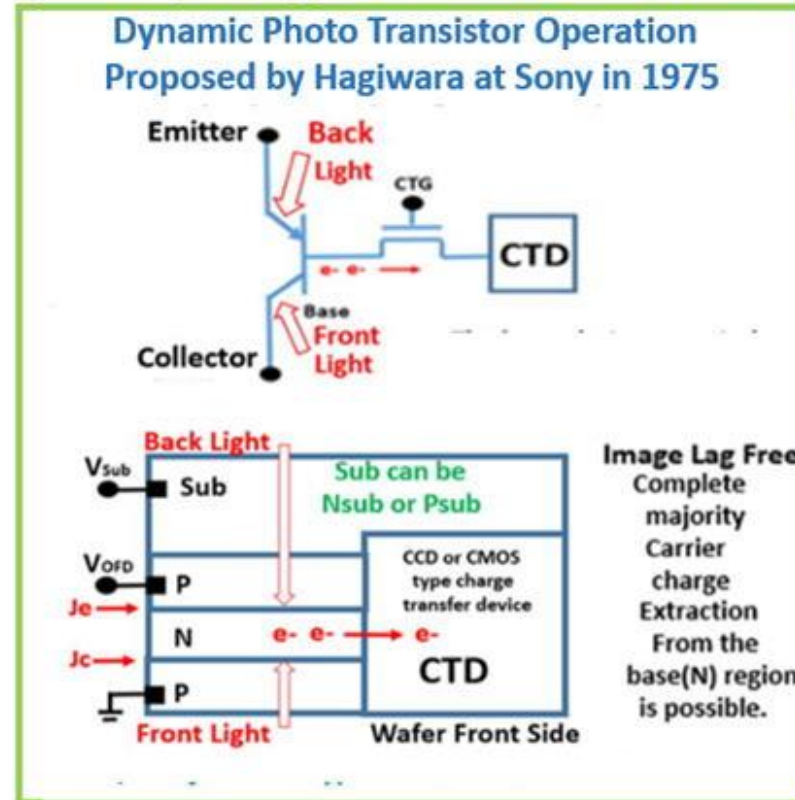 Dynamic Photo Transistor Operation
Proposed by Hagiwara at Sony in 1975
Emitter
Back
Light
CTG
CTD
e- e-
Base
Front
Light
Collector
Back Light
VSub
Sub
Sub can be
Nsub or Psub
VOFD
P
Je
N
e- e- e-
Jc
P
CCD or CMOS
type charge
transfer device
CTD
Front Light
Wafer Front Side
Image Lag Free
Complete
majority
Carrier
charge
Extraction
From the
base(N) region
is possible.